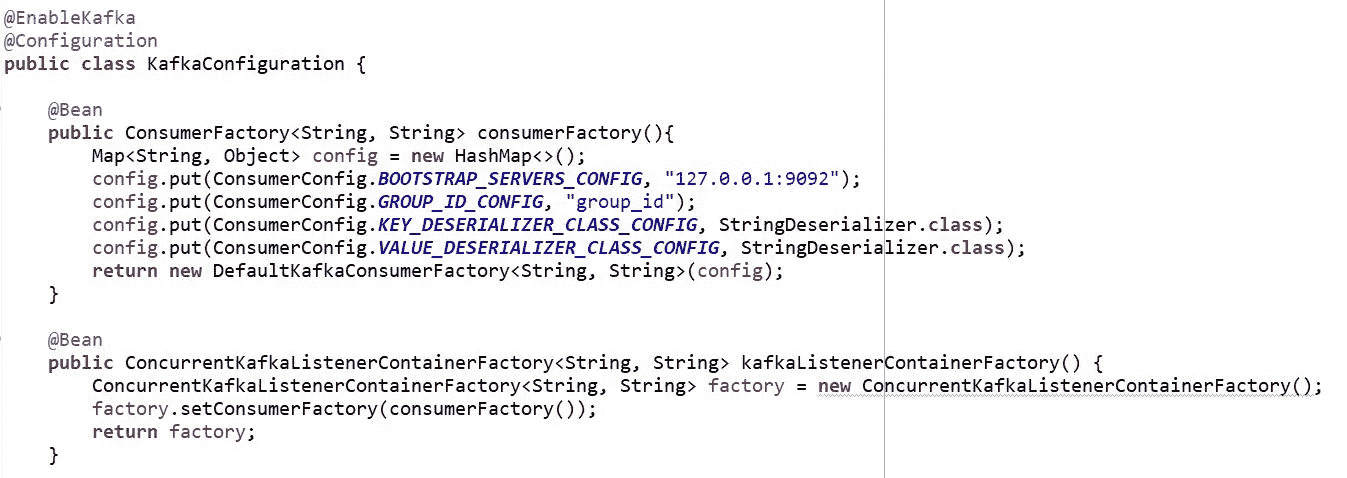 @EnableKafka
@Configuration
public class KafkaConfiguration {
@Bean
public ConsumerFactory<String, String> consumerFactory(){
Map<String, Object> config = new HashMap<>();
config.put(ConsumerConfig.BOOTSTRAP_SERVERS_CONFIG, "127.0.0.1:9092");
config.put(ConsumerConfig.GROUP_ID_CONFIG, "group_id");
config.put(ConsumerConfig.KEY_DESERIALIZER_CLASS_CONFIG, StringDeserializer.class);
config.put(ConsumerConfig.VALUE_DESERIALIZER_CLASS_CONFIG, StringDeserializer.class);
return new DefaultKafkaConsumerFactory<String, String>(config);
}
@Bean
public ConcurrentKafkaListenerContainerFactory<String, String> kafkaListenerContainerFactory() {
ConcurrentKafkaListenerContainerFactory<String, String> factory = new ConcurrentKafkaListenerContainerFactory();
factory.setConsumerFactory(consumerFactory());
return factory;
}